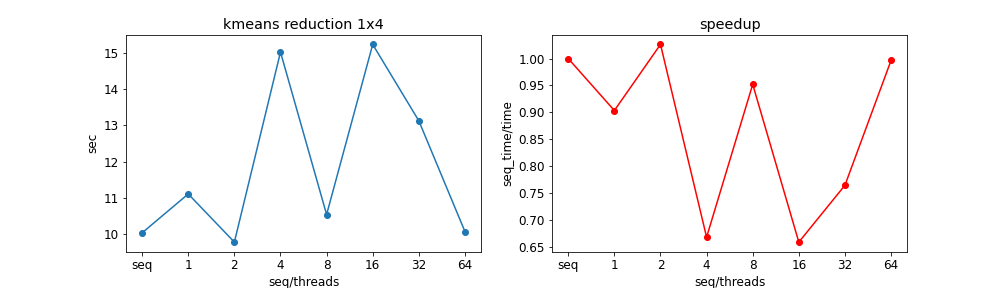 kmeans reduction 1x4
sec
15
14
13
12
11
10
seq 1 2 4 8 16 32 64
seq/threads
speedup
seq_time/time
1.00
0.95
0.90
0.85
0.80
0.75
0.70
0.65
seq 1 2 4 8 16 32 64
seq/threads